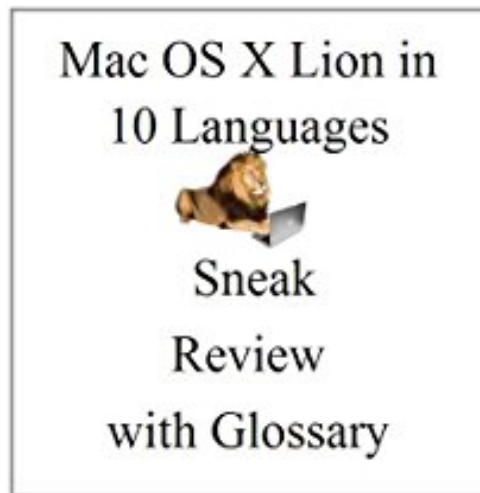 Mac OS X Lion in
10 Languages
Sneak
Review
with Glossary